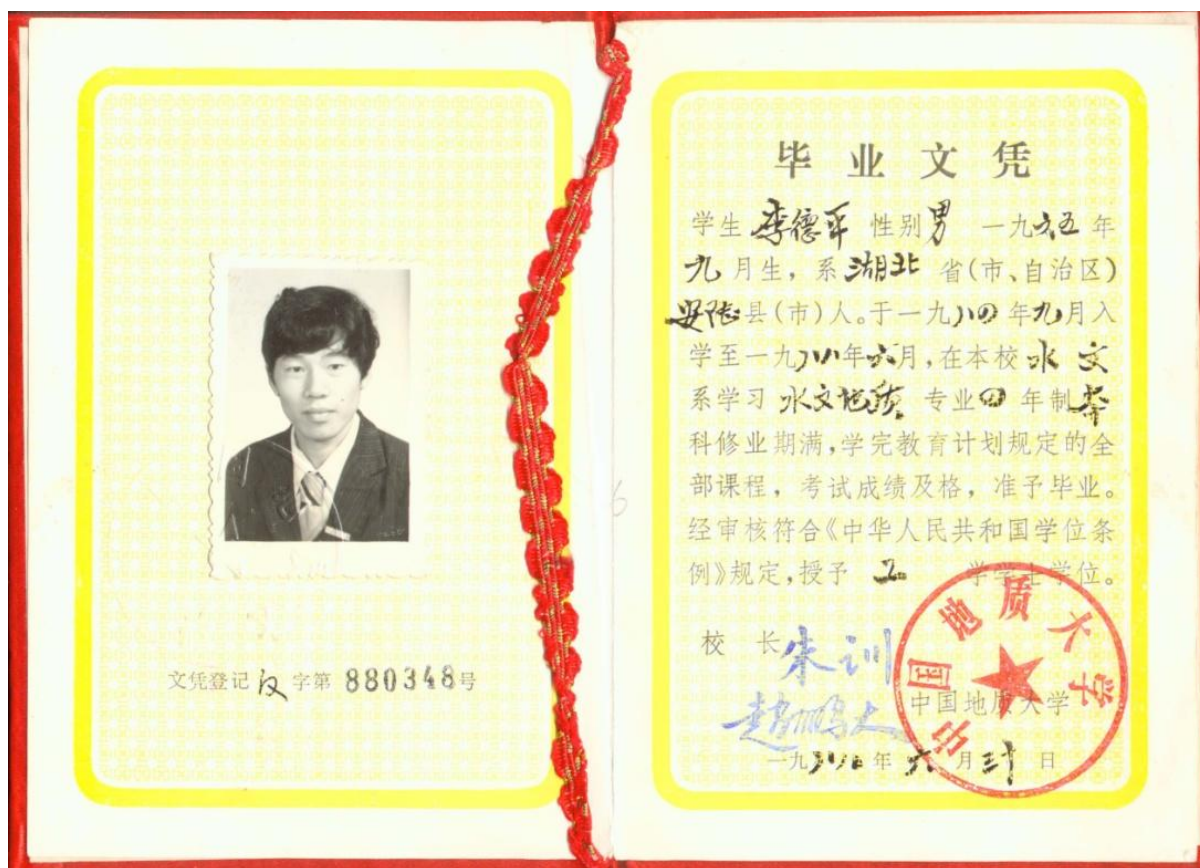 文凭登记汉字第880348号
毕业文凭
学生 李德平 性别 男 一九六五年
九月生，系 湖北 省(市、自治区)
安陆县(市)人。于一九八四年九月入
学至一九八八年六月，在本校 水文
系学习 水文地质 专业 四 年制 本
科修业期满，学完教育计划规定的全
部课程，考试成绩及格，准予毕业。
经审核符合《中华人民共和国学位条
例》规定，授予 工 学学士学位。
校长 朱训
赵鹏大
中国地质大学
中国地质大学
一九八八年六月三十日